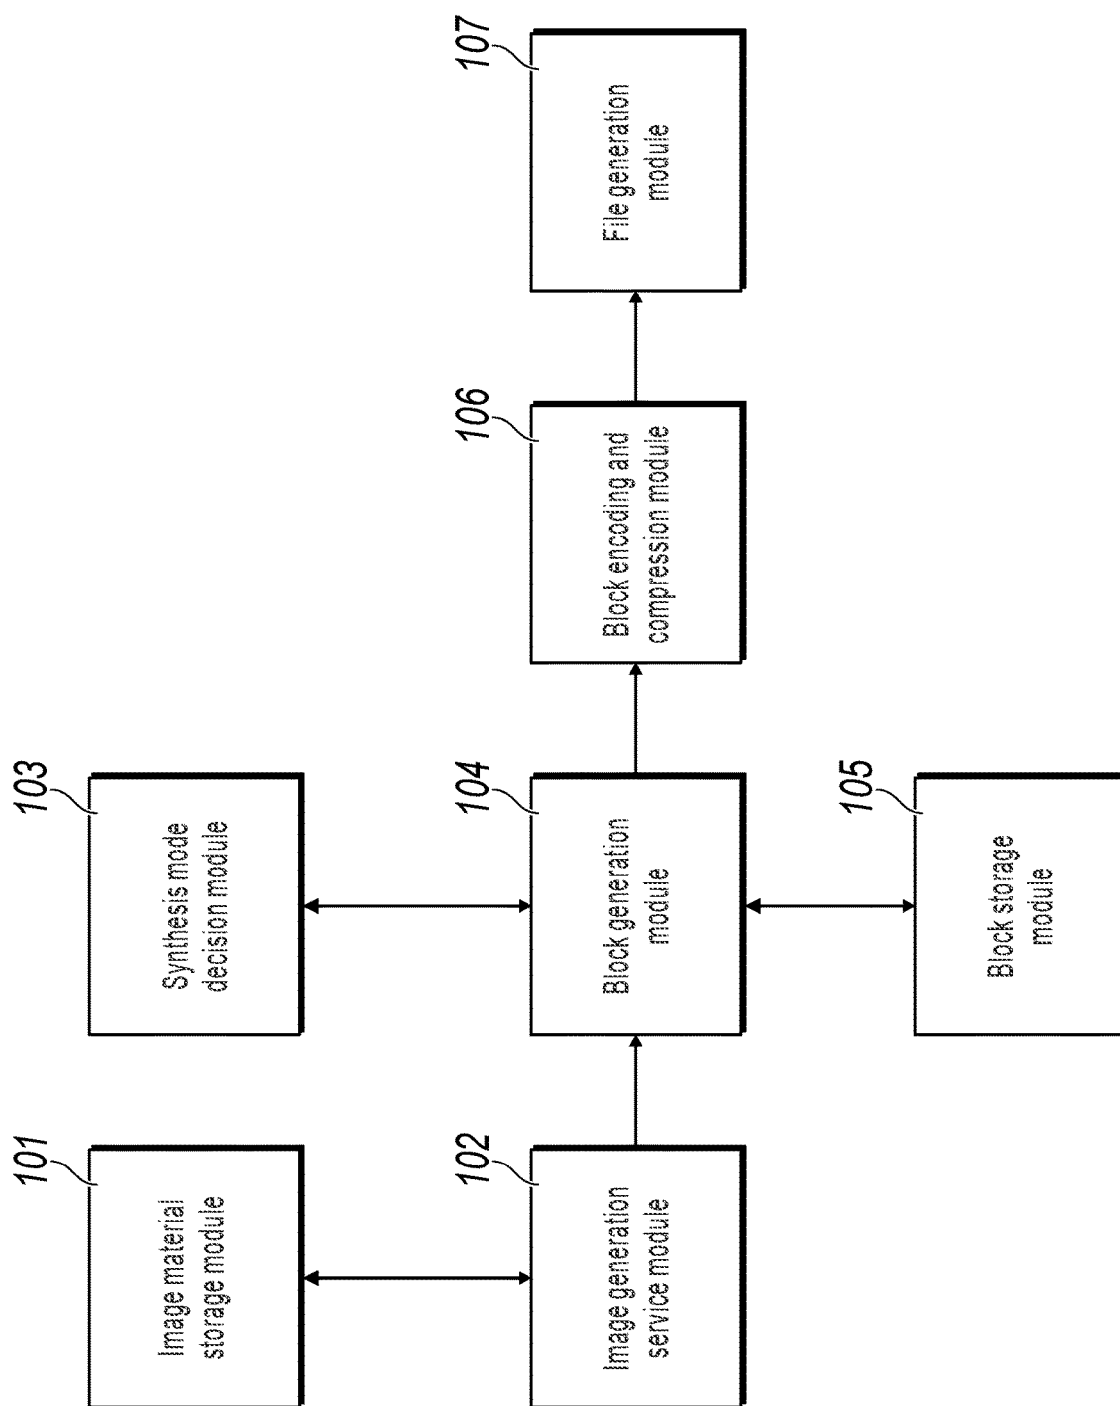 101
Image material
storage module
103
Synthesis mode
decision module
102
Image generation
service module
104
Block generation
module
106
Block encoding and
compression module
107
File generation
module
105
Block storage
module